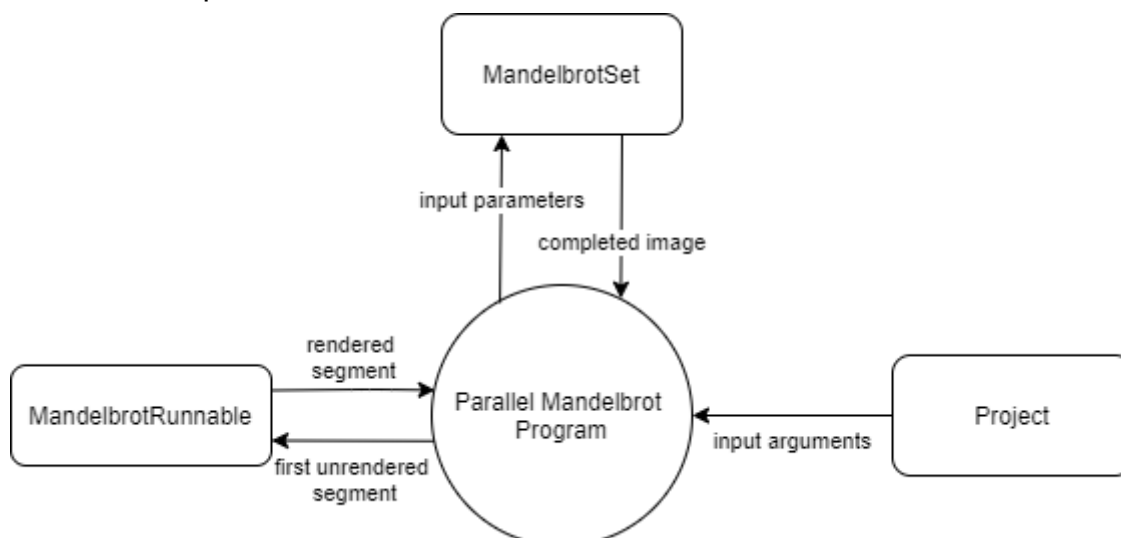 MandelbrotSet
input parameters
completed image
rendered
segment
MandelbrotRunnable
first unrendered
segment
Parallel Mandelbrot
Program
input arguments
Project